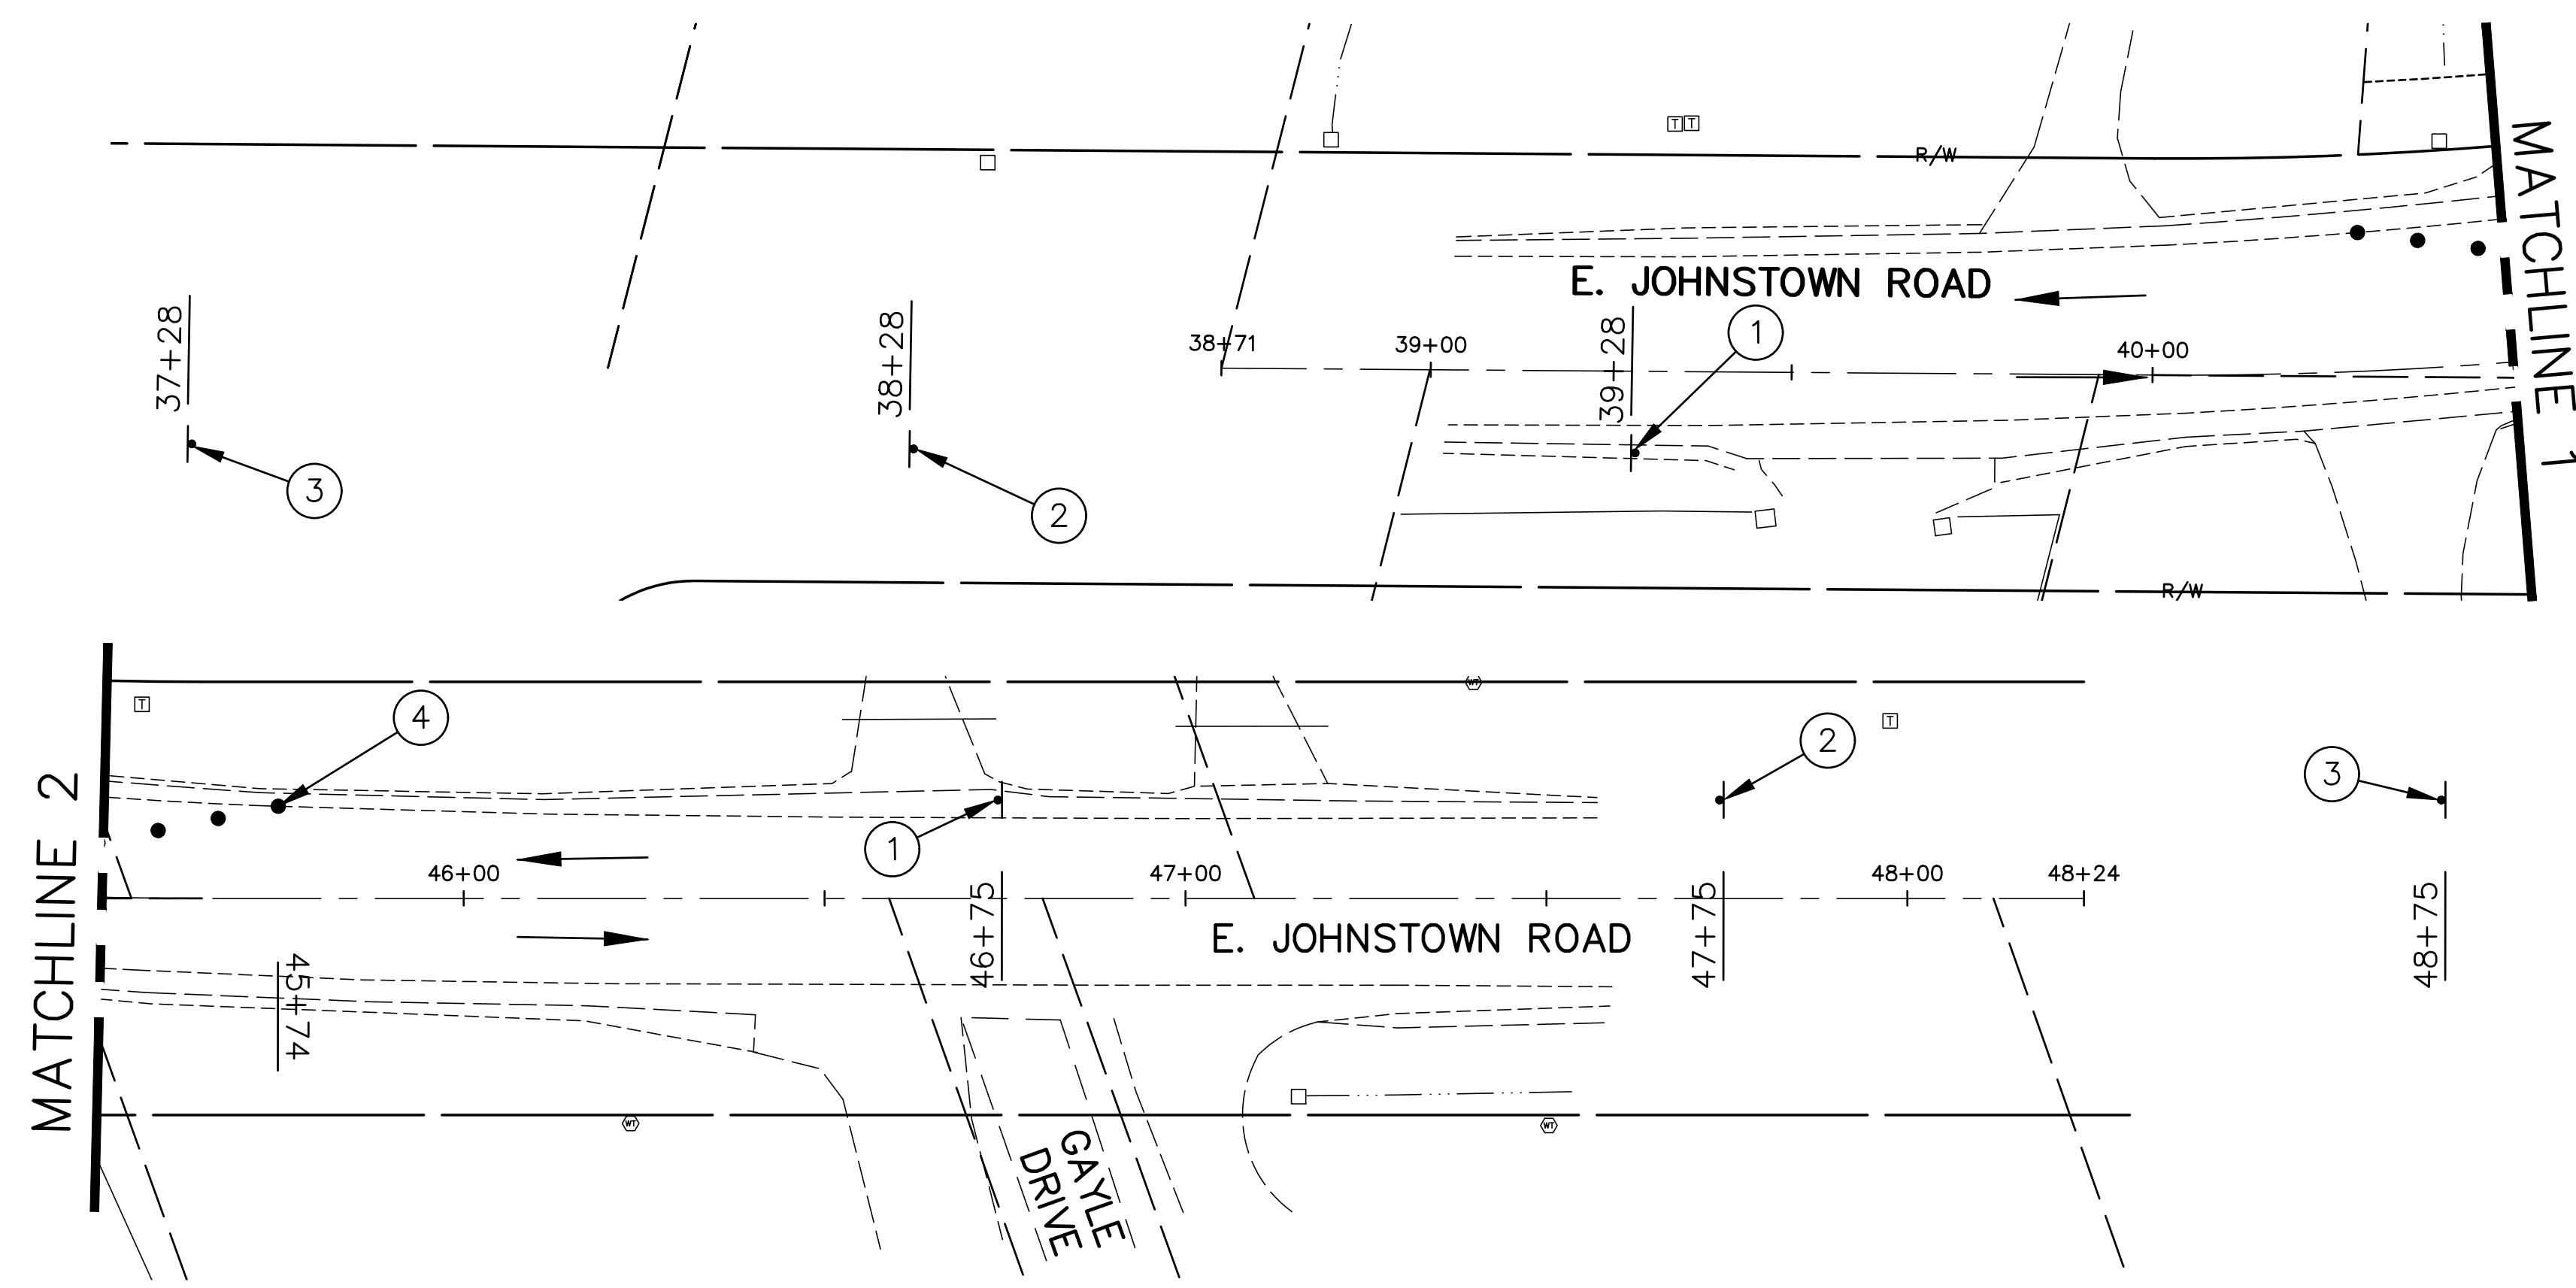 R/W
T T
MATCHLINE 1
E. JOHNSTOWN ROAD
37+28
38+28
38+71
39+00
39+28
1
40+00
3
2
R/W
WT
T
4
2
T
3
MATCHLINE 2
1
46+00
46+75
47+00
47+75
48+00
48+24
48+75
E. JOHNSTOWN ROAD
45+74
WT
WT
GAYLE
DRIVE